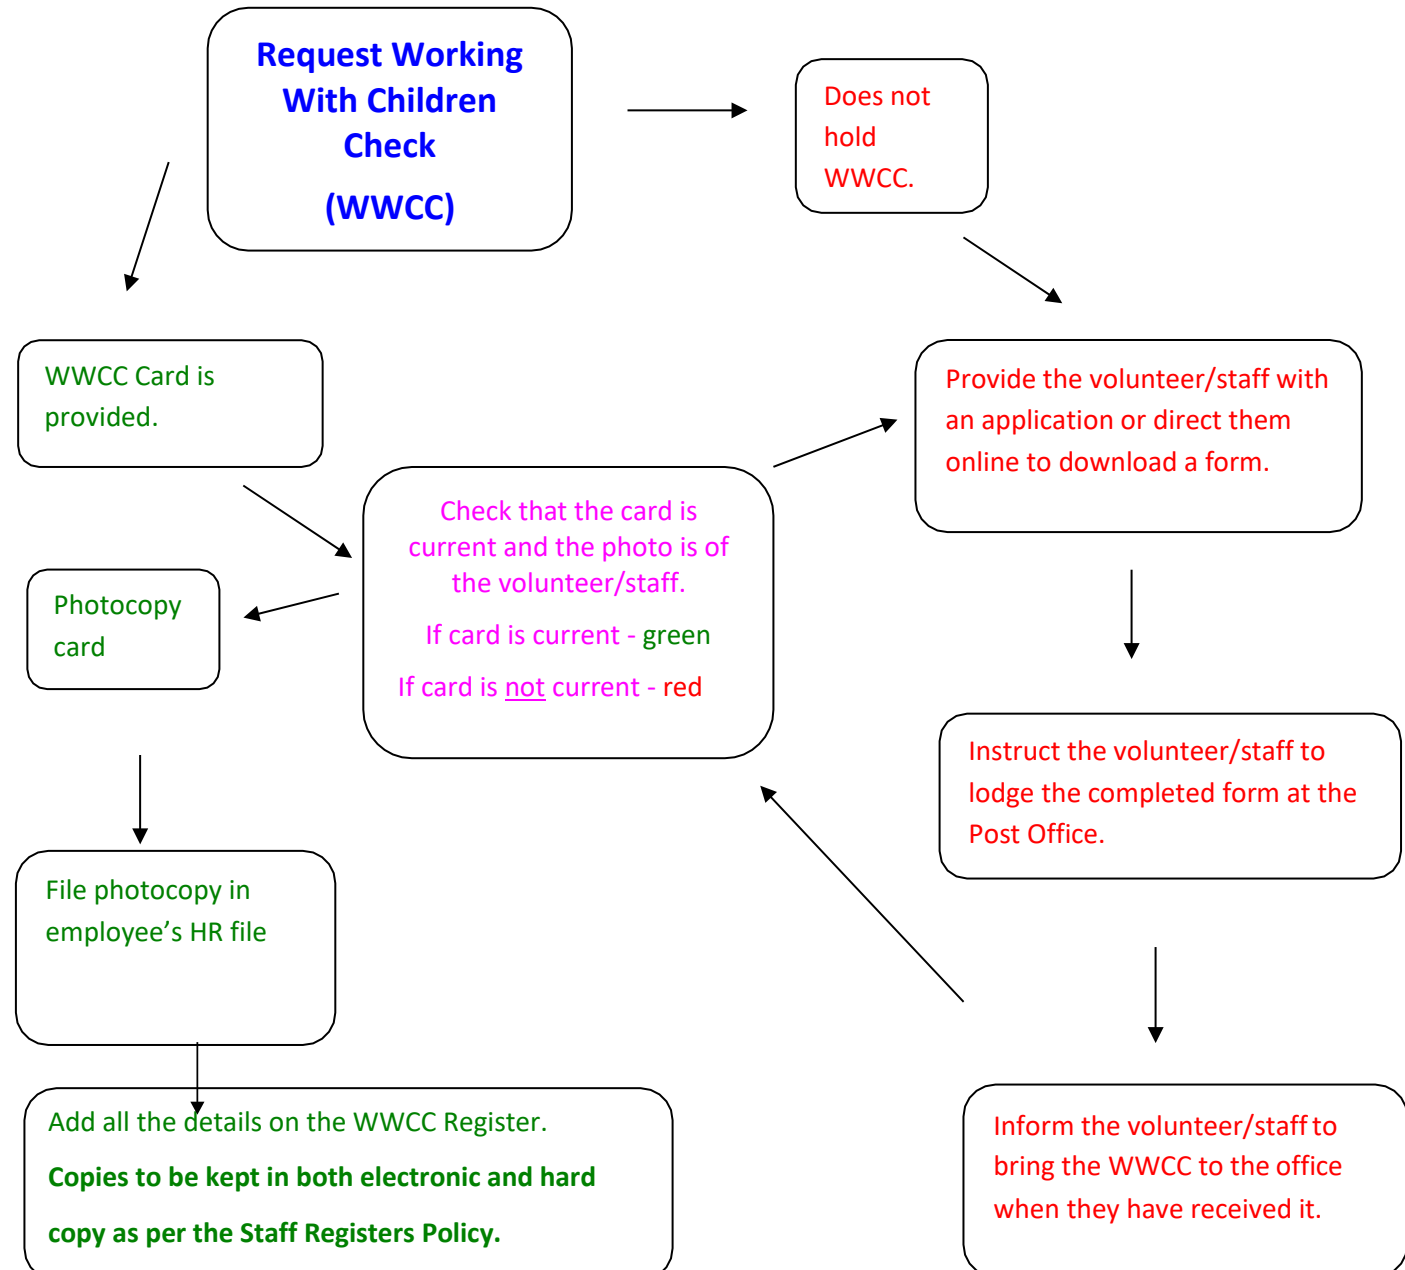 Request Working
With Children
Check
(WWCC)
Does not
hold
WWCC.
WWCC Card is
provided.
Provide the volunteer/staff with
an application or direct them
online to download a form.
Check that the card is
current and the photo is of
the volunteer/staff.
If card is current - green
If card is not current - red
Photocopy
card
Instruct the volunteer/staff to
lodge the completed form at the
Post Office.
File photocopy in
employee’s HR file
Add all the details on the WWCC Register.
Copies to be kept in both electronic and hard
copy as per the Staff Registers Policy.
Inform the volunteer/staff to
bring the WWCC to the office
when they have received it.